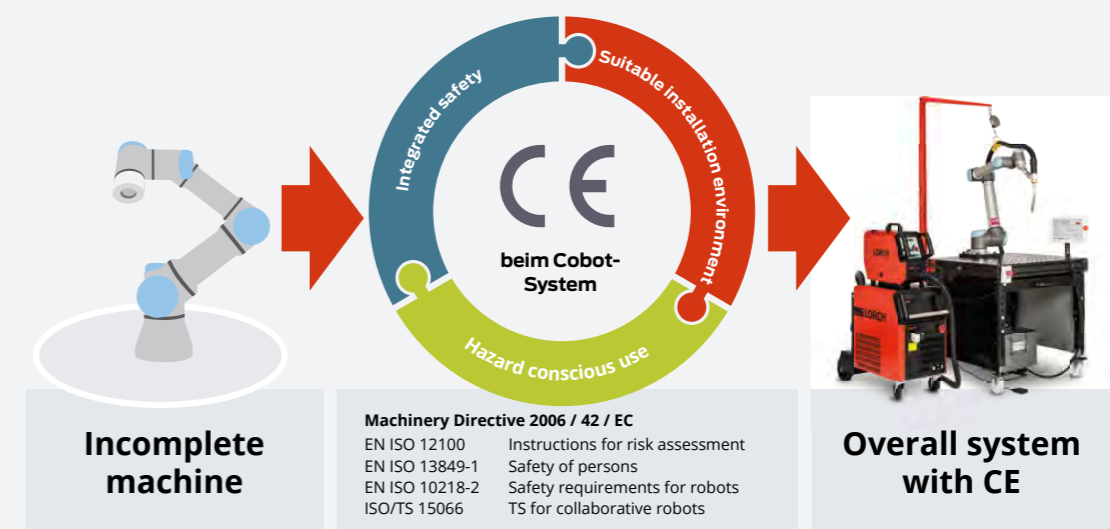 Integrated safety
Suitable installation environment
CE
beim Cobot-
System
Hazard conscious use
LORCH
LORCH
Incomplete
machine
Machinery Directive 2006 / 42 / EC
EN ISO 12100 Instructions for risk assessment
EN ISO 13849-1 Safety of persons
EN ISO 10218-2 Safety requirements for robots
ISO/TS 15066 TS for collaborative robots
Overall system
with CE